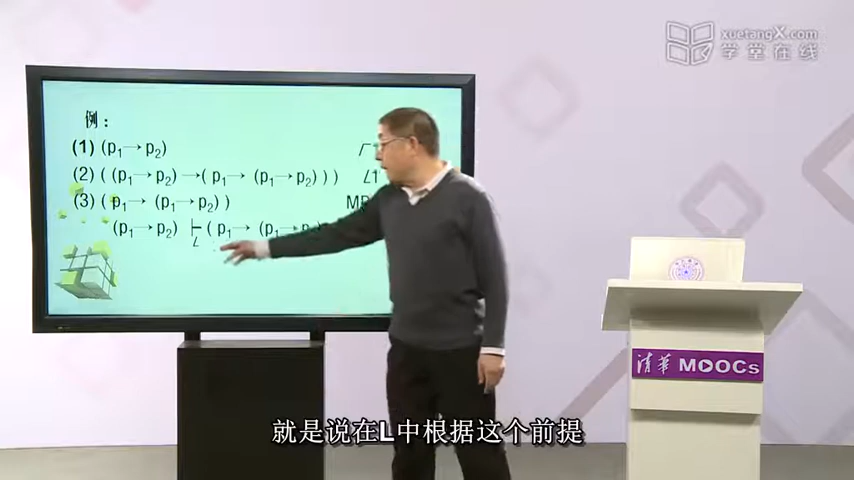 xuetangX.com
学堂在线
例：
(1) (p₁→p₂)
(2) ( (p₁→p₂) →( p₁→ (p₁→p₂) ) ) L1
(3) ( p₁→ (p₁→p₂) )
(p₁→p₂) ⊢L ( p₁→ (p₁→p₂)
清華 MOOCs
就是说在L中根据这个前提